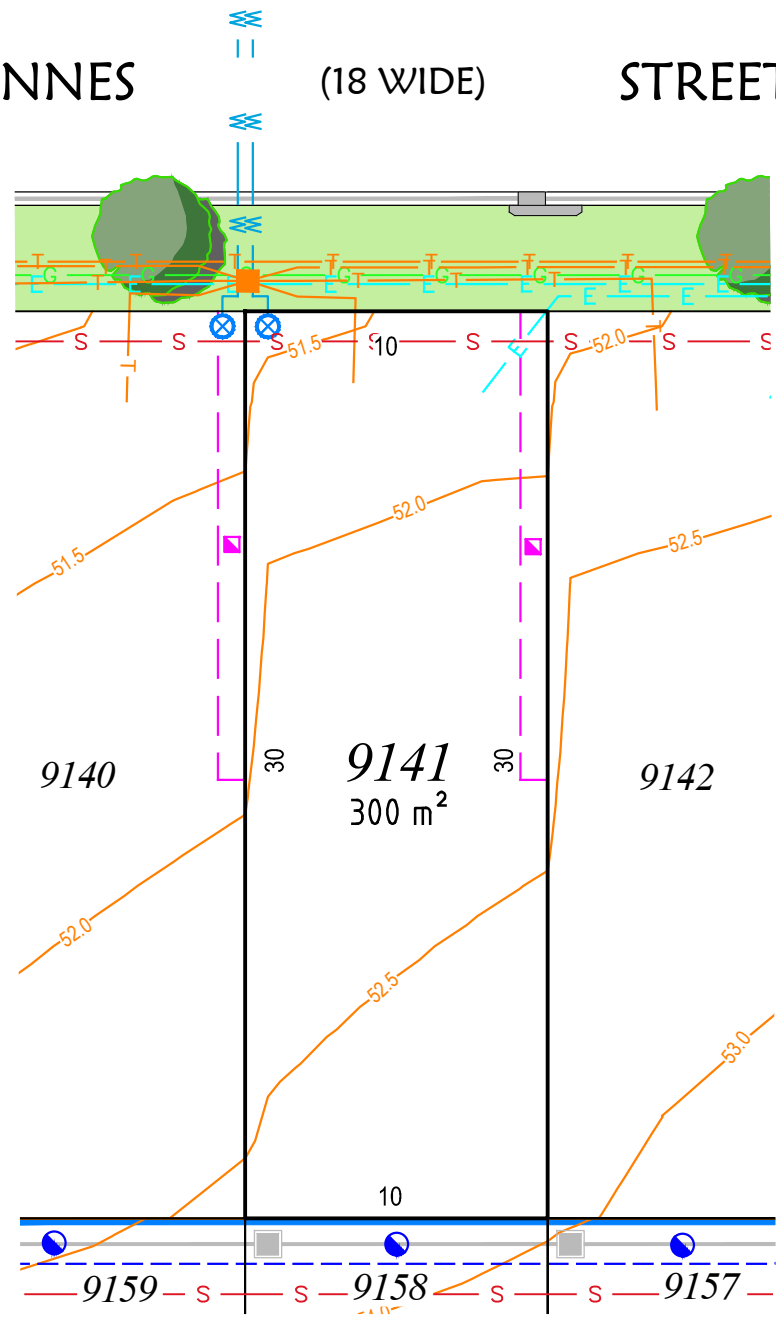 NNES (18 WIDE) STREET
T T T T T T T T
G G G G G G G
E E E E E E E E E
T T T T
S S S 51.5 S 10 E S 52.0 S S
T T
52.0
51.5 52.5
30 30
9140 9141 9142
300 m²
52.0
52.5
53.0
10
9159 S S 9158 S S 9157